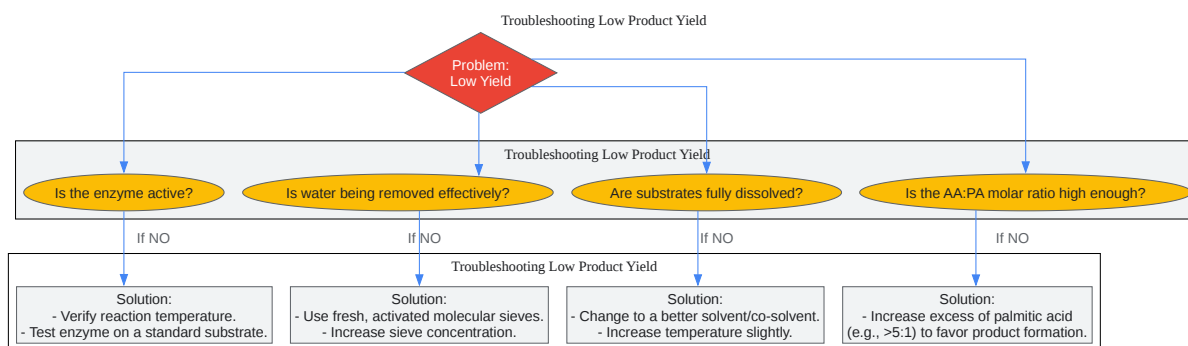 Troubleshooting Low Product Yield
Problem:
Low Yield
Troubleshooting Low Product Yield
Is the enzyme active?
Is water being removed effectively?
Are substrates fully dissolved?
Is the AA:PA molar ratio high enough?
If NO
If NO
If NO
If NO
Troubleshooting Low Product Yield
Solution:
- Verify reaction temperature.
- Test enzyme on a standard substrate.
Solution:
- Use fresh, activated molecular sieves.
- Increase sieve concentration.
Solution:
- Change to a better solvent/co-solvent.
- Increase temperature slightly.
Solution:
- Increase excess of palmitic acid
(e.g., >5:1) to favor product formation.